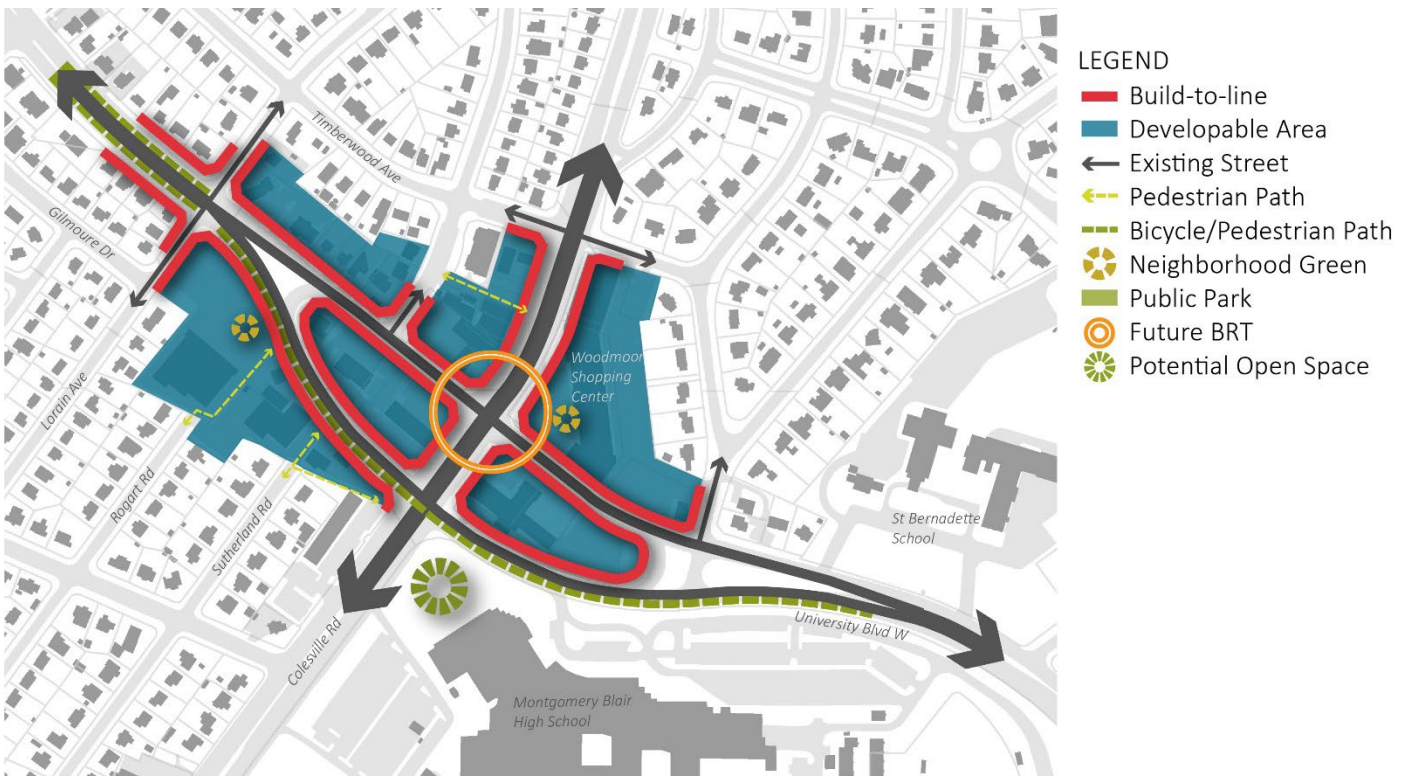 Timberwood Ave
Gilmoure Dr
Lorain Ave
Rogart Rd
Sutherland Rd
Colesville Rd
Woodmoor
Shopping
Center
St Bernadette
School
University Blvd W
Montgomery Blair
High School
LEGEND
Build-to-line
Developable Area
Existing Street
Pedestrian Path
Bicycle/Pedestrian Path
Neighborhood Green
Public Park
Future BRT
Potential Open Space